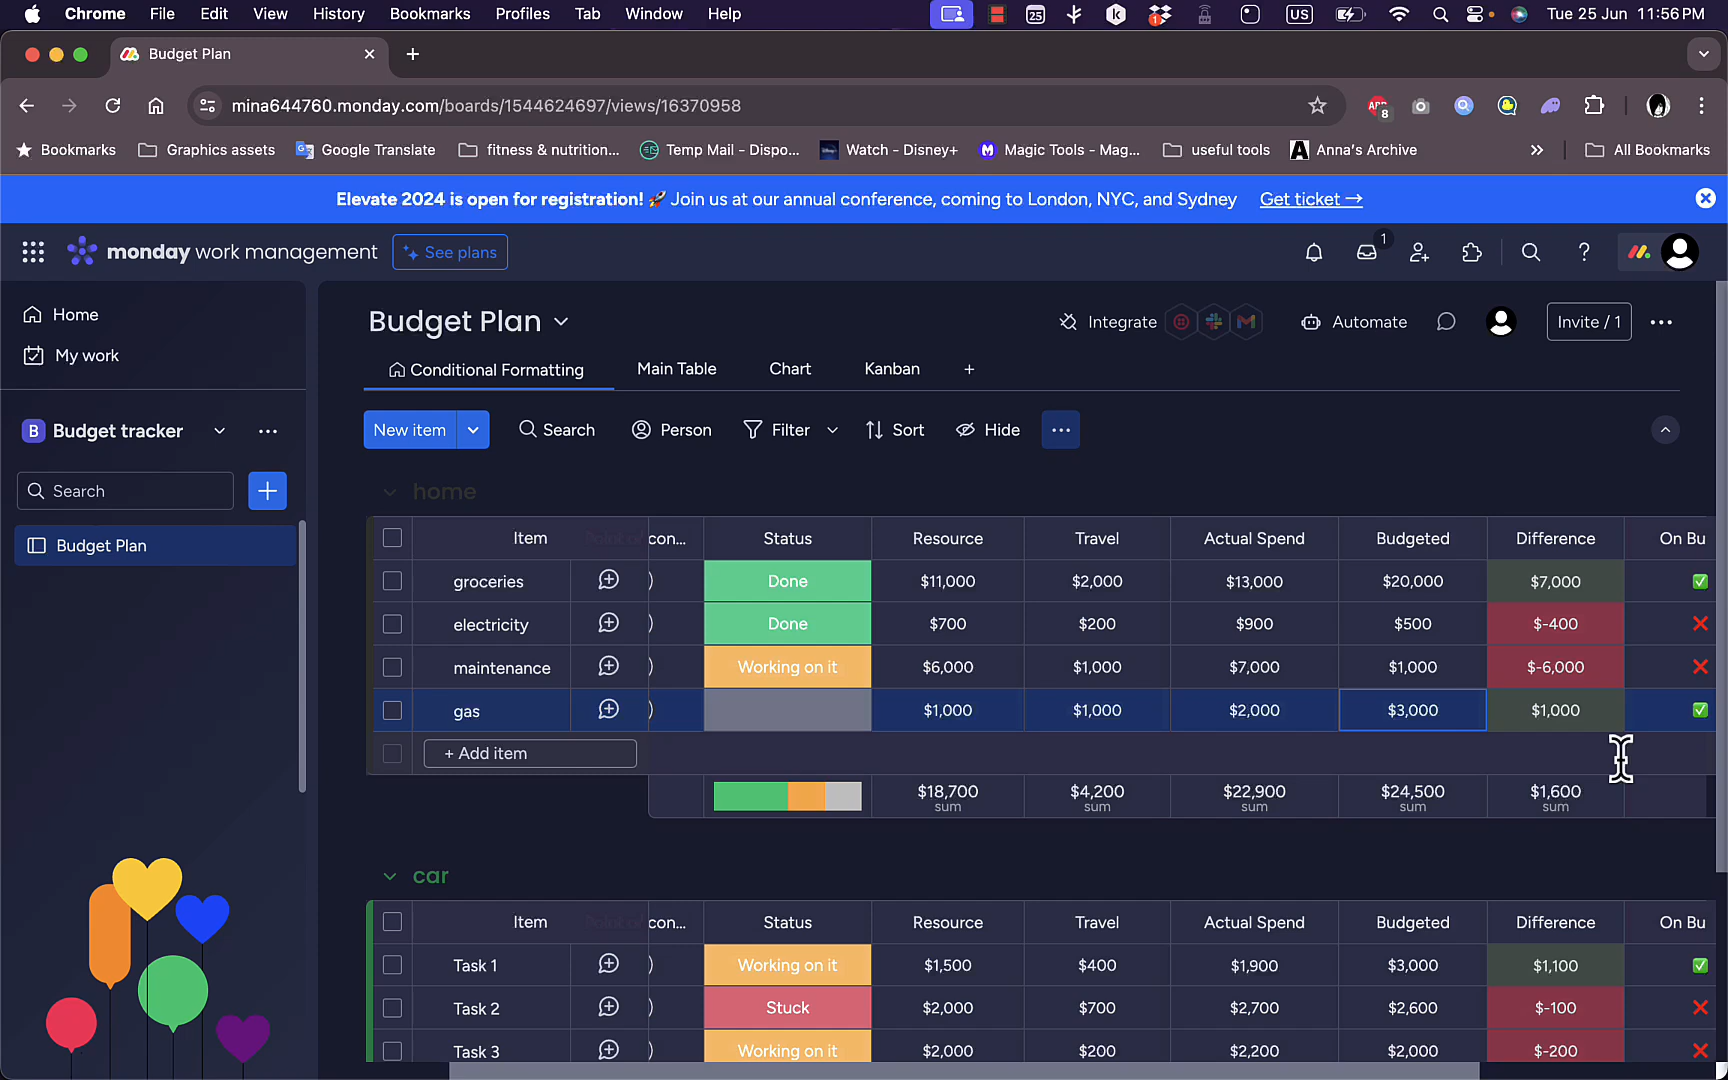 Chrome File Edit View History Bookmarks Profiles Tab Window Help 25 1 US Tue 25 Jun 11:56 PM
Budget Plan
mina644760.monday.com/boards/1544624697/views/16370958 ABP 8
Bookmarks Graphics assets Google Translate fitness & nutrition... Temp Mail - Dispo... Watch - Disney+ Magic Tools - Mag... useful tools Anna's Archive All Bookmarks
Elevate 2024 is open for registration! 🚀 Join us at our annual conference, coming to London, NYC, and Sydney Get ticket →
monday work management See plans 1
Home
My work
B Budget tracker
Search
Budget Plan
Budget Plan Integrate Automate Invite / 1
Conditional Formatting Main Table Chart Kanban +
New item Search Person Filter Sort Hide
home
Item con... Status Resource Travel Actual Spend Budgeted Difference On Bu
groceries ) Done $11,000 $2,000 $13,000 $20,000 $7,000 ✅
electricity ) Done $700 $200 $900 $500 $-400 ❌
maintenance ) Working on it $6,000 $1,000 $7,000 $1,000 $-6,000 ❌
gas ) $1,000 $1,000 $2,000 $3,000 $1,000 ✅
+ Add item
$18,700 $4,200 $22,900 $24,500 $1,600
sum sum sum sum sum
car
Item con... Status Resource Travel Actual Spend Budgeted Difference On Bu
Task 1 ) Working on it $1,500 $400 $1,900 $3,000 $1,100 ✅
Task 2 ) Stuck $2,000 $700 $2,700 $2,600 $-100 ❌
Task 3 ) Working on it $2,000 $200 $2,200 $2,000 $-200 ❌